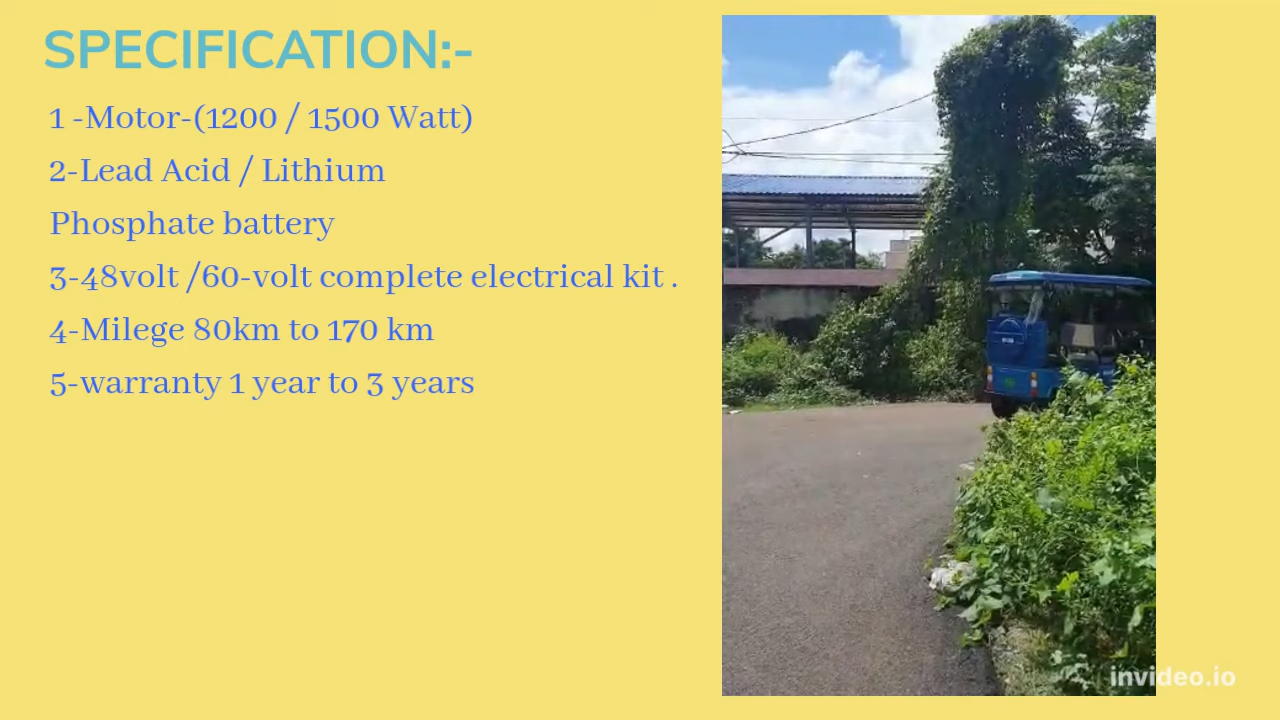 SPECIFICATION:-
1 -Motor-(1200 / 1500 Watt)
2-Lead Acid / Lithium
Phosphate battery
3-48volt /60-volt complete electrical kit .
4-Milege 80km to 170 km
5-warranty 1 year to 3 years
invideo.io